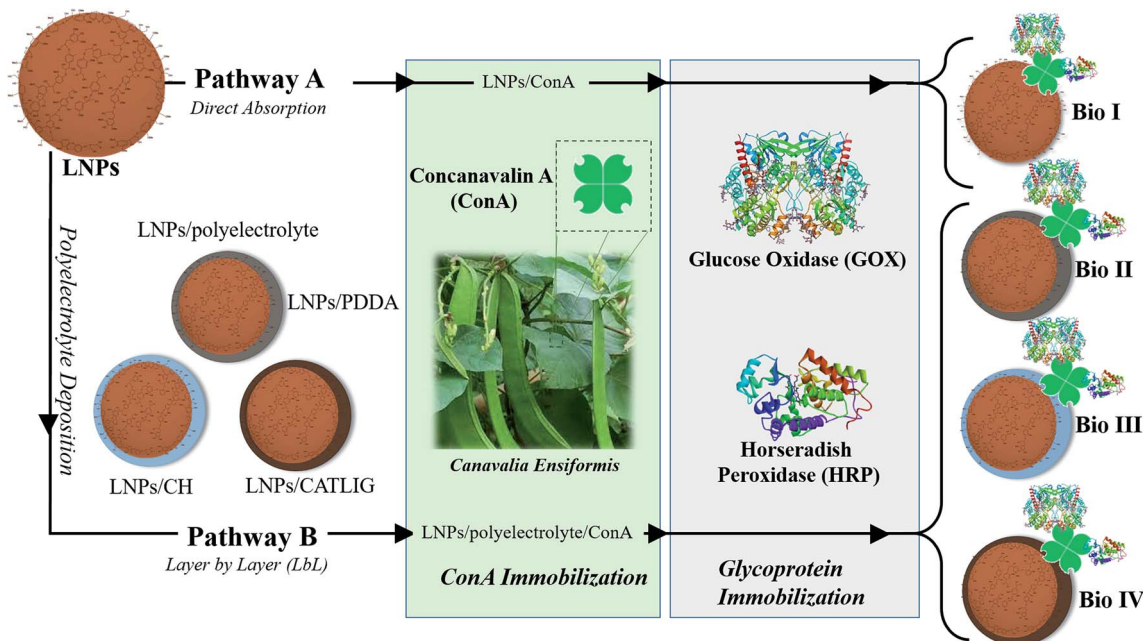 LNPs
Pathway A
Direct Absorption
LNPs/ConA
Concanavalin A
(ConA)
Canavalia Ensiformis
Glucose Oxidase (GOX)
Horseradish
Peroxidase (HRP)
Polyelectrolyte Deposition
LNPs/polyelectrolyte
LNPs/PDDA
LNPs/CH
LNPs/CATLIG
Pathway B
Layer by Layer (LbL)
LNPs/polyelectrolyte/ConA
ConA Immobilization
Glycoprotein
Immobilization
Bio I
Bio II
Bio III
Bio IV